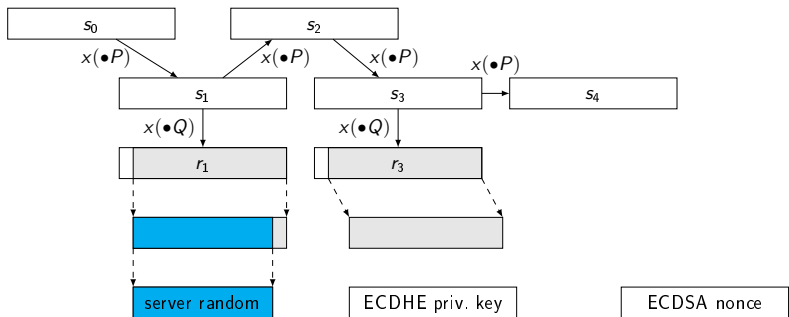 s₀
s₂
x(•P)
x(•P)
x(•P)
x(•P)
s₁
s₃
s₄
x(•Q)
x(•Q)
r₁
r₃
server random
ECDHE priv. key
ECDSA nonce